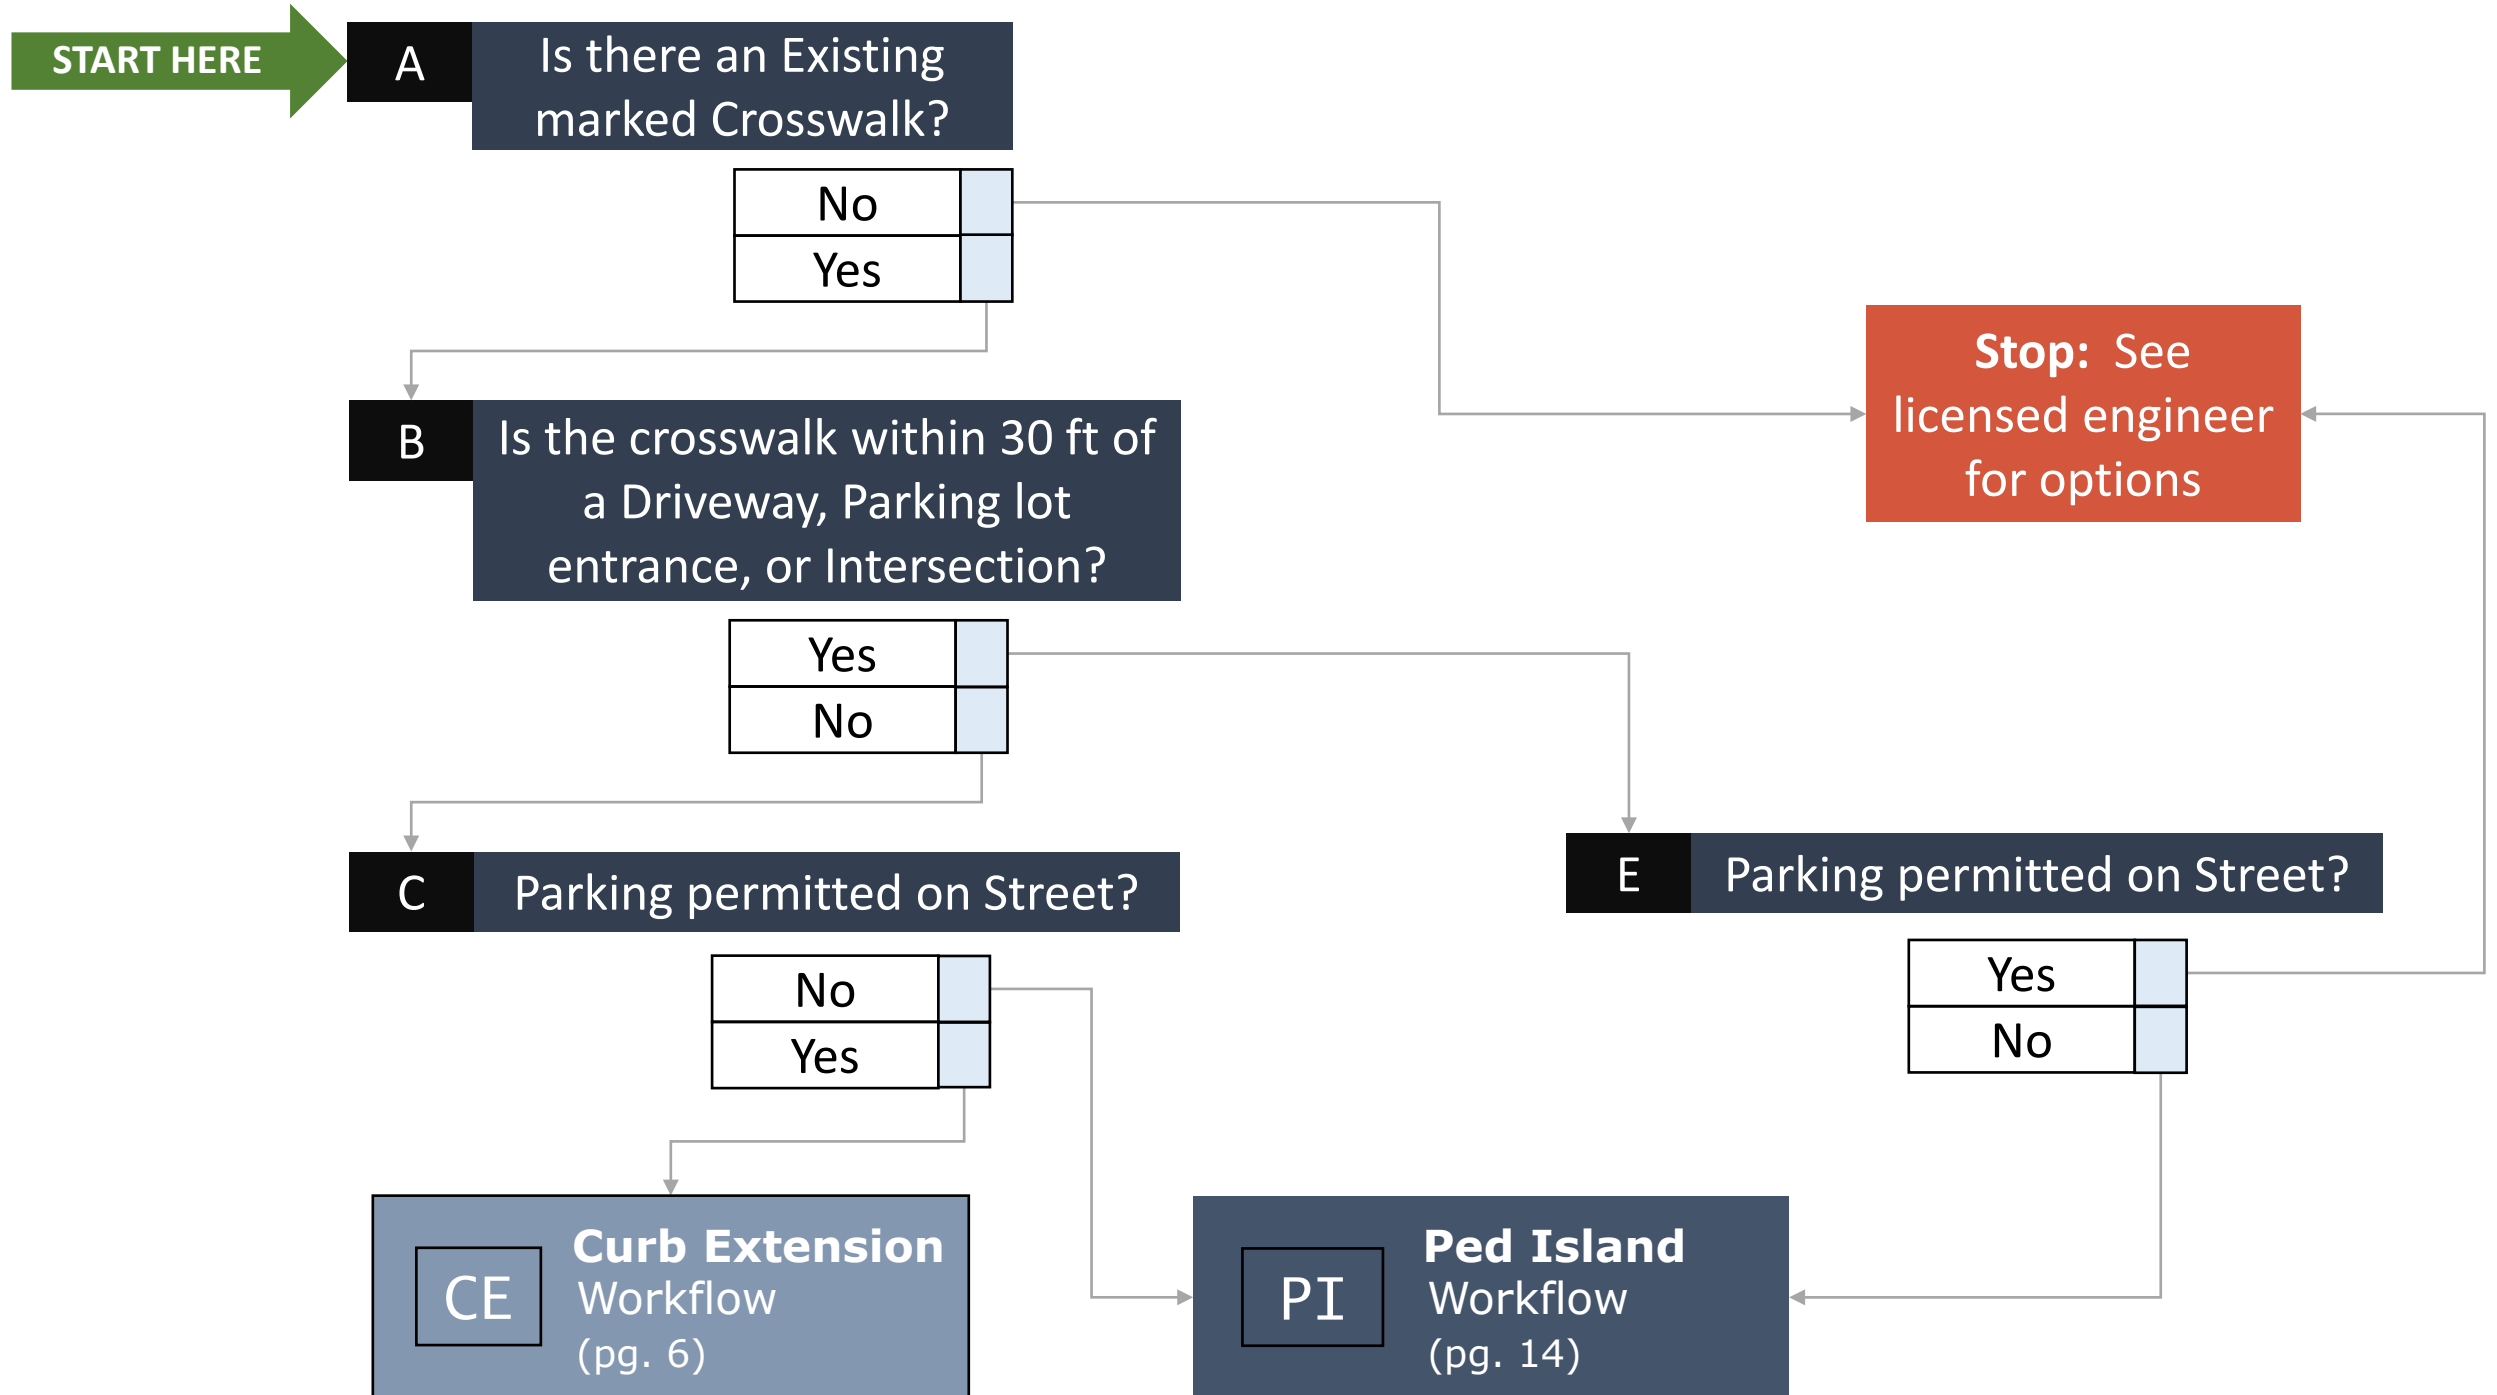 START HERE
A
Is there an Existing
marked Crosswalk?
No
Yes
Stop: See
licensed engineer
for options
B
Is the crosswalk within 30 ft of
a Driveway, Parking lot
entrance, or Intersection?
Yes
No
C
Parking permitted on Street?
E
Parking permitted on Street?
No
Yes
Yes
No
CE
Curb Extension
Workflow
(pg. 6)
PI
Ped Island
Workflow
(pg. 14)